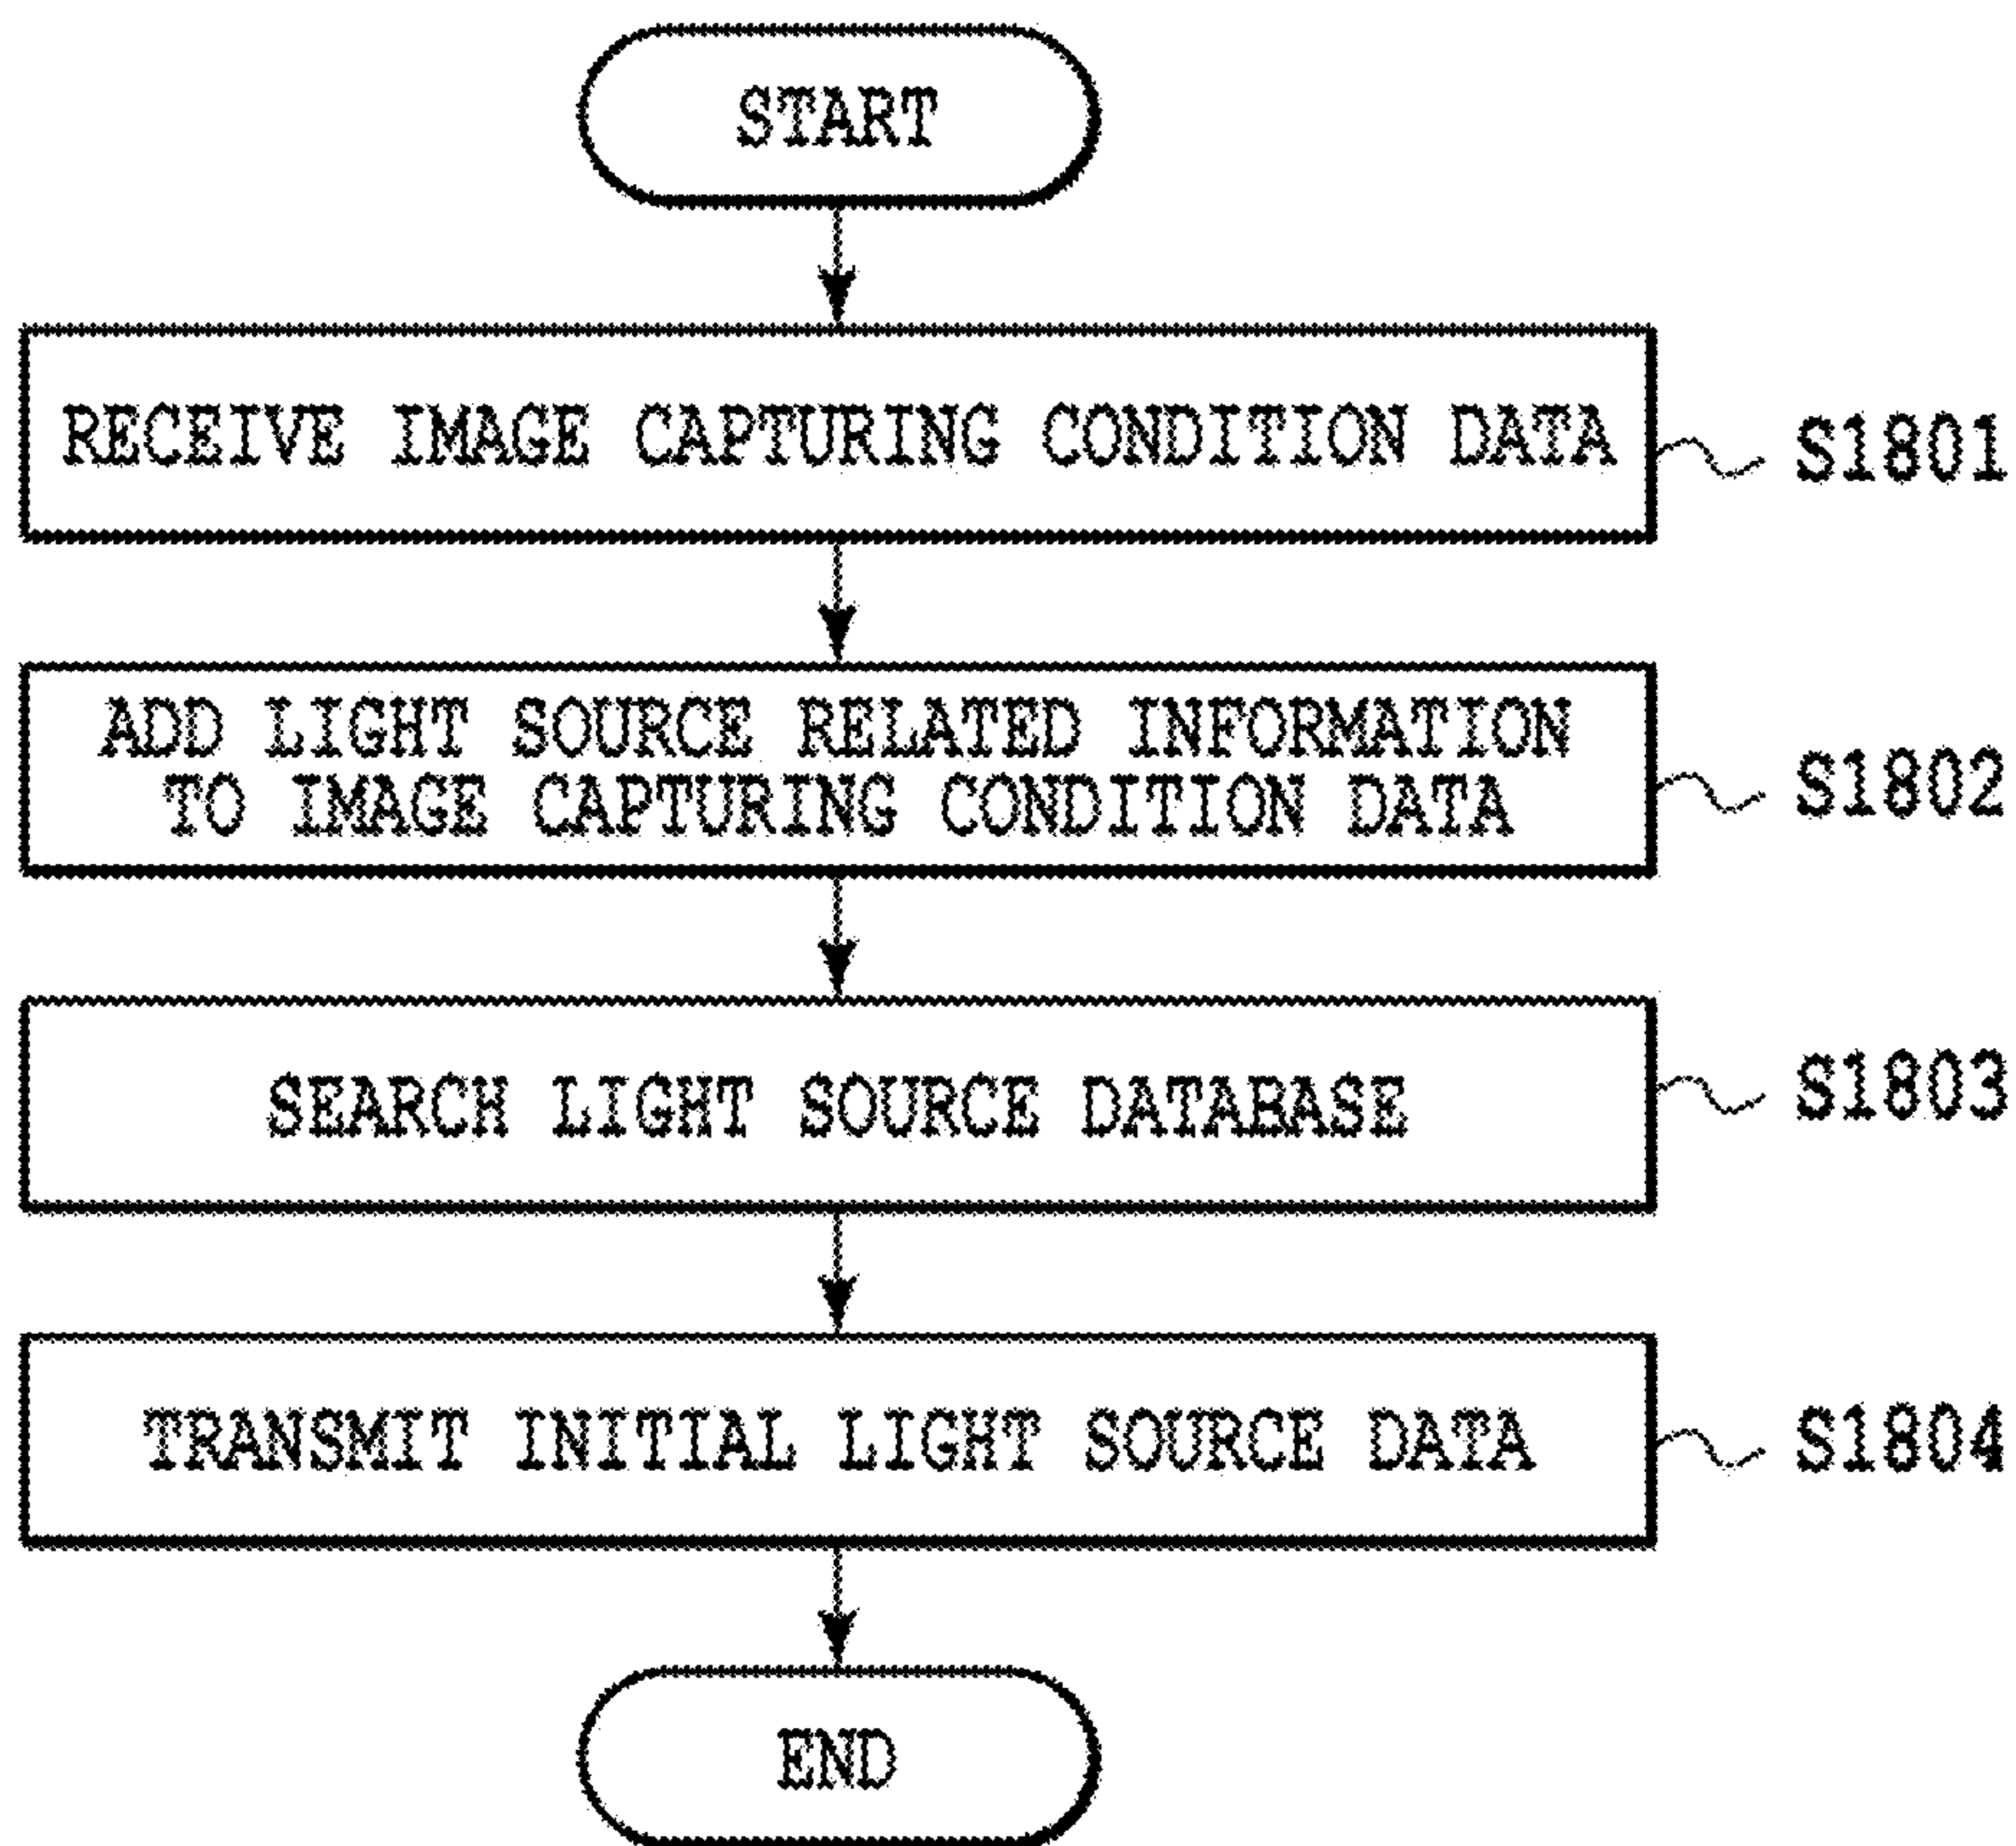 START
RECEIVE IMAGE CAPTURING CONDITION DATA
S1801
ADD LIGHT SOURCE RELATED INFORMATION
TO IMAGE CAPTURING CONDITION DATA
S1802
SEARCH LIGHT SOURCE DATABASE
S1803
TRANSMIT INITIAL LIGHT SOURCE DATA
S1804
END